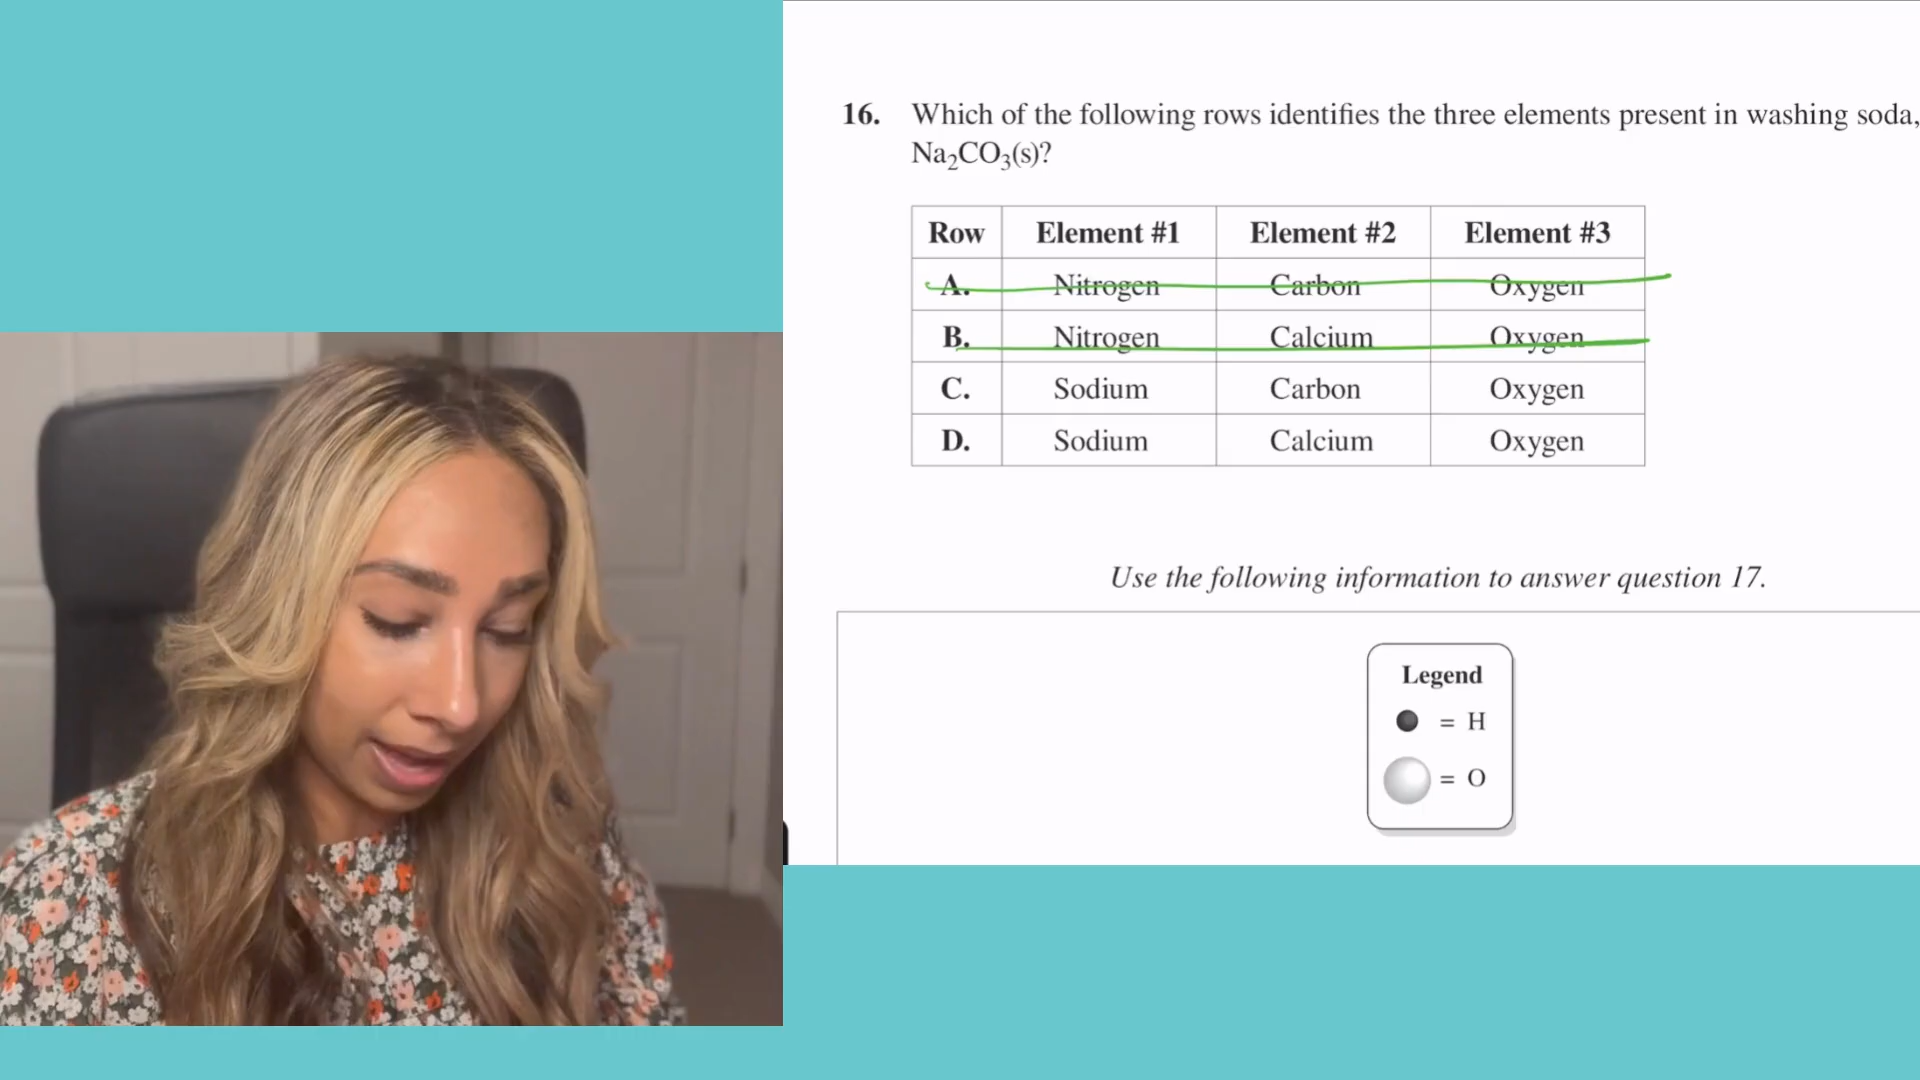 16. Which of the following rows identifies the three elements present in washing soda,
Na₂CO₃(s)?
Row Element #1 Element #2 Element #3
A. Nitrogen Carbon Oxygen
B. Nitrogen Calcium Oxygen
C. Sodium Carbon Oxygen
D. Sodium Calcium Oxygen
Use the following information to answer question 17.
Legend
= H
= O